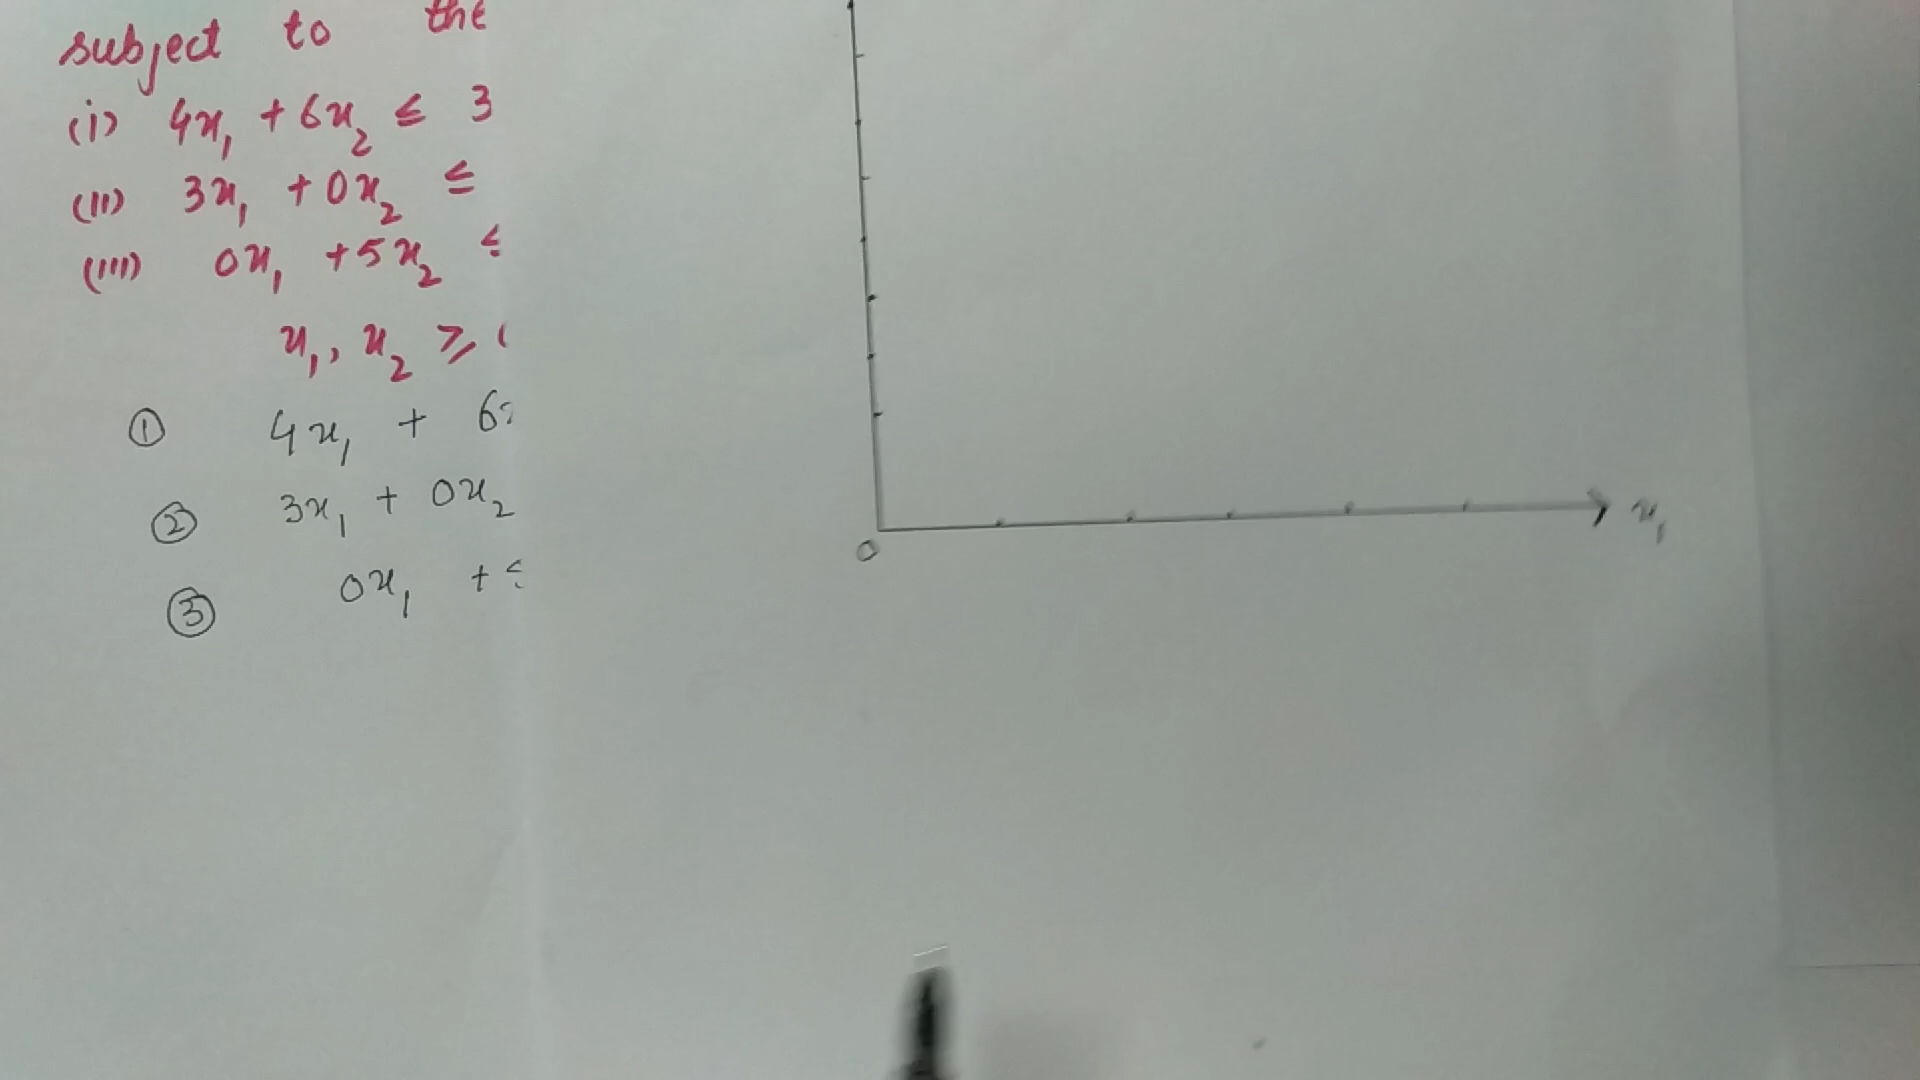 subject to the
(i) 4x₁ + 6x₂ ≤ 3
(ii) 3x₁ + 0x₂ ≤
(iii) 0x₁ + 5x₂ ≤
x₁, x₂ ≥
① 4x₁ + 6
② 3x₁ + 0x₂
③ 0x₁ +
0
x₁